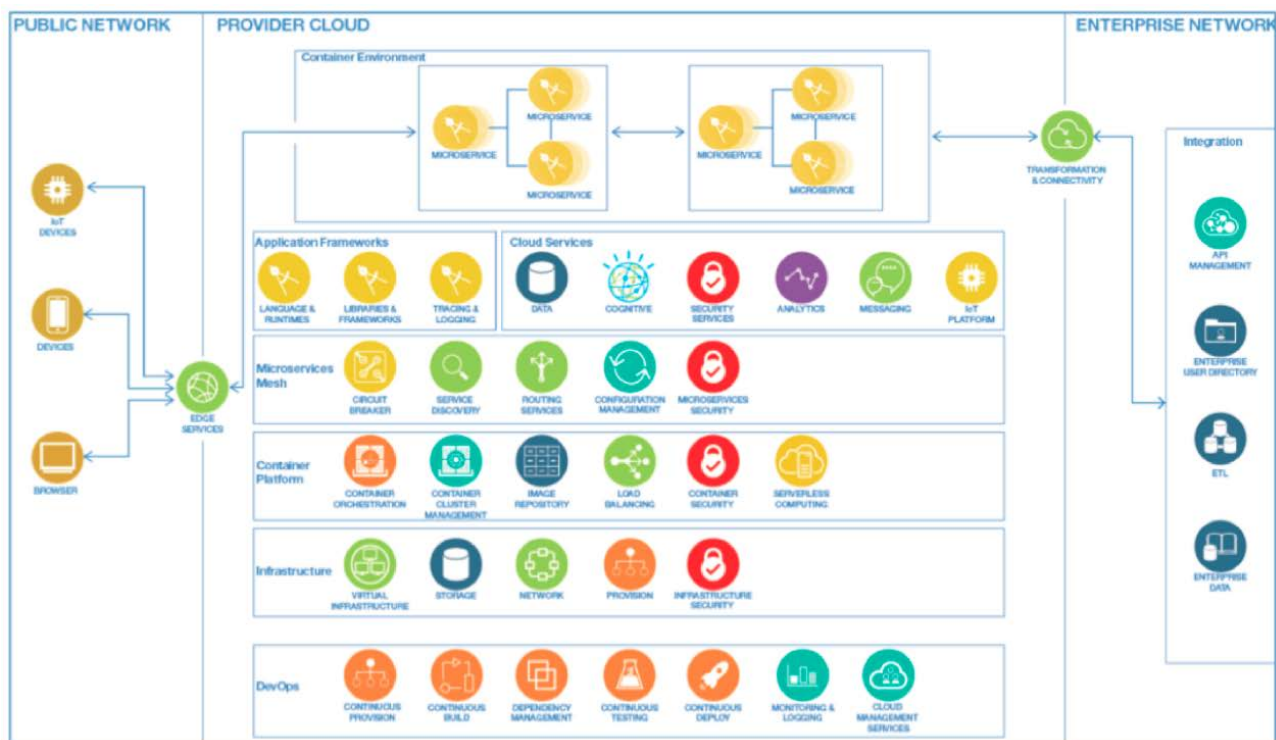 PUBLIC NETWORK
PROVIDER CLOUD
ENTERPRISE NETWORK
Container Environment
MICROSERVICE
MICROSERVICE
MICROSERVICE
MICROSERVICE
MICROSERVICE
MICROSERVICE
TRANSFORMATION
& CONNECTIVITY
Integration
IoT
DEVICES
DEVICES
BROWSER
EDGE
SERVICES
Application Frameworks
LANGUAGE &
RUNTIMES
LIBRARIES &
FRAMEWORKS
TRACING &
LOGGING
Cloud Services
DATA
COGNITIVE
SECURITY
SERVICES
ANALYTICS
MESSAGING
IoT
PLATFORM
Microservices
Mesh
CIRCUIT
BREAKER
SERVICE
DISCOVERY
ROUTING
SERVICES
CONFIGURATION
MANAGEMENT
MICROSERVICES
SECURITY
Container
Platform
CONTAINER
ORCHESTRATION
CONTAINER
CLUSTER
MANAGEMENT
IMAGE
REPOSITORY
LOAD
BALANCING
CONTAINER
SECURITY
SERVERLESS
COMPUTING
Infrastructure
VIRTUAL
INFRASTRUCTURE
STORAGE
NETWORK
PROVISION
INFRASTRUCTURE
SECURITY
DevOps
CONTINUOUS
PROVISION
CONTINUOUS
BUILD
DEPENDENCY
MANAGEMENT
CONTINUOUS
TESTING
CONTINUOUS
DEPLOY
MONITORING &
LOGGING
CLOUD
MANAGEMENT
SERVICES
API
MANAGEMENT
ENTERPRISE
USER DIRECTORY
ETL
ENTERPRISE
DATA